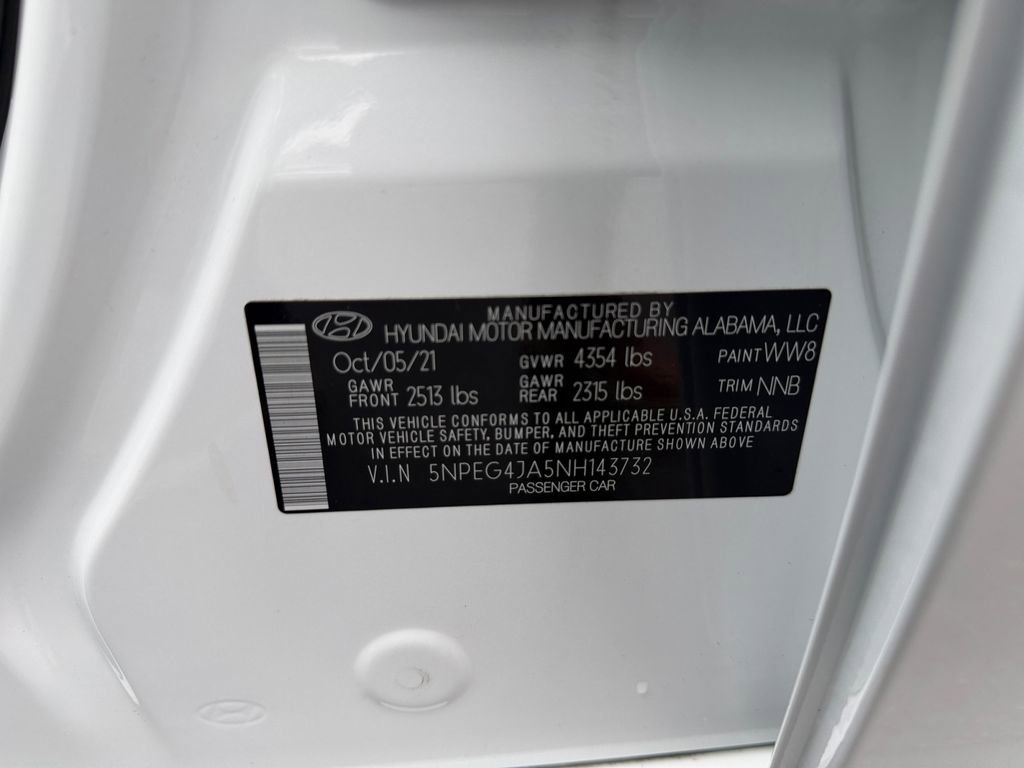 MANUFACTURED BY
HYUNDAI MOTOR MANUFACTURING ALABAMA, LLC
Oct/05/21 GVWR 4354 lbs PAINT WW8
GAWR FRONT 2513 lbs GAWR REAR 2315 lbs TRIM NNB
THIS VEHICLE CONFORMS TO ALL APPLICABLE U.S.A. FEDERAL
MOTOR VEHICLE SAFETY, BUMPER, AND THEFT PREVENTION STANDARDS
IN EFFECT ON THE DATE OF MANUFACTURE SHOWN ABOVE
V.I.N 5NPEG4JA5NH143732
PASSENGER CAR